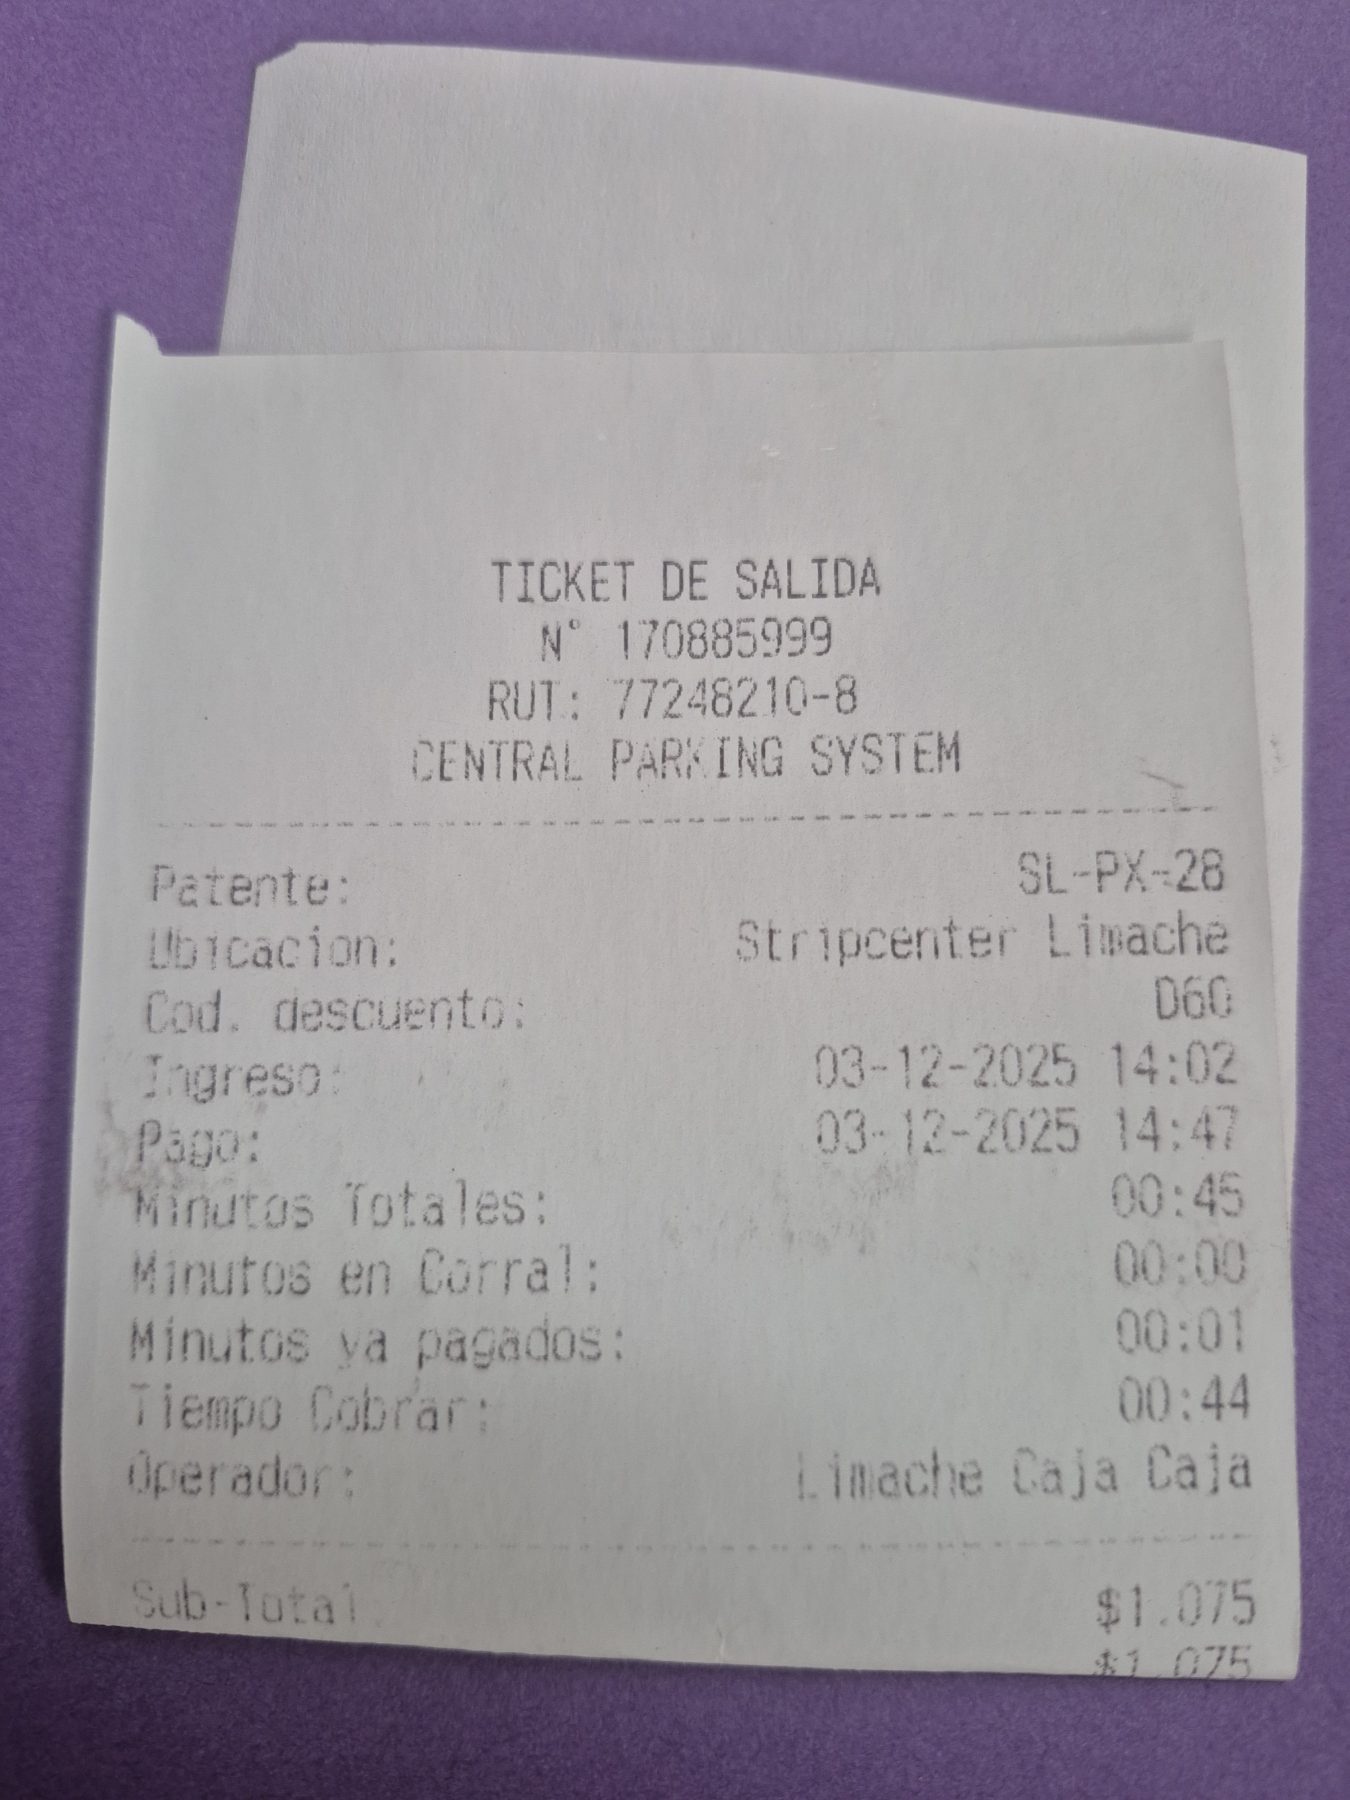 TICKET DE SALIDA
N° 170885999
RUT: 77248210-8
CENTRAL PARKING SYSTEM
Patente: SL-PX-28
Ubicacion: Stripcenter Limache
Cod. descuento: D60
Ingreso: 03-12-2025 14:02
Pago: 03-12-2025 14:47
Minutos Totales: 00:45
Minutos en Corral: 00:00
Minutos ya pagados: 00:01
Tiempo Cobrar: 00:44
Operador: Limache Caja Caja
Sub-Total $1.075
$1.075